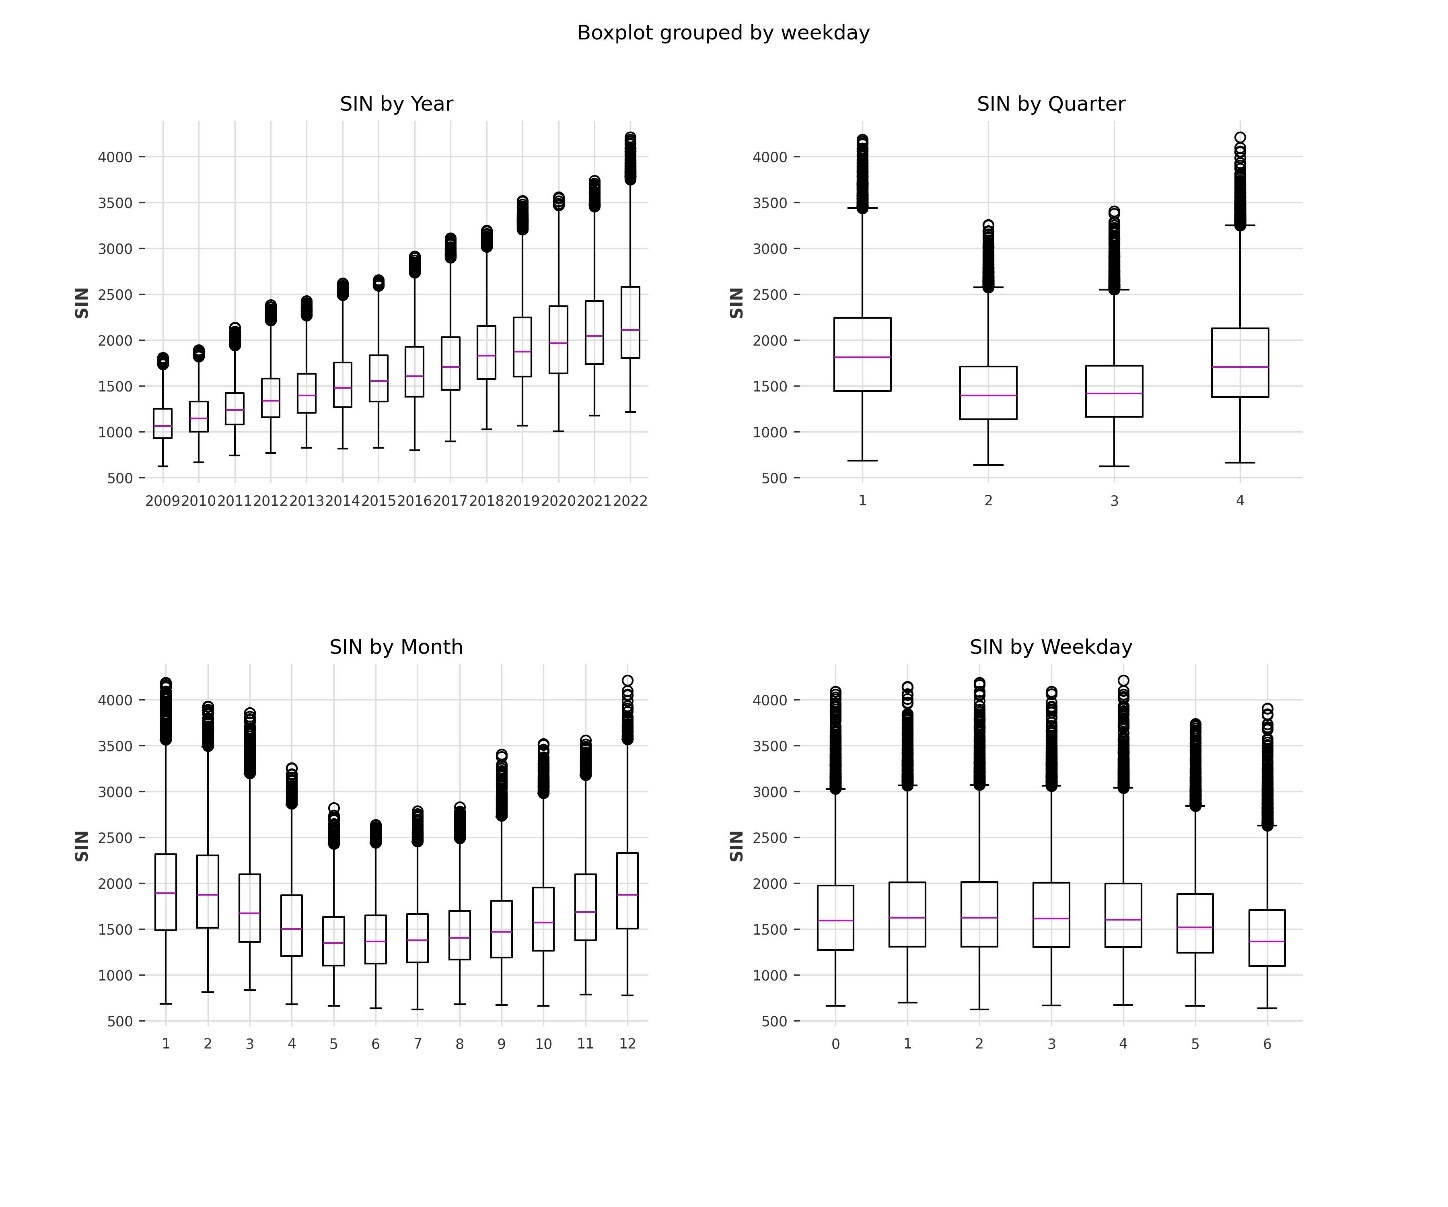 Boxplot grouped by weekday
SIN by Year
SIN
4000
3500
3000
2500
2000
1500
1000
500
2009 2010 2011 2012 2013 2014 2015 2016 2017 2018 2019 2020 2021 2022
SIN by Quarter
SIN
4000
3500
3000
2500
2000
1500
1000
500
1 2 3 4
SIN by Month
SIN
4000
3500
3000
2500
2000
1500
1000
500
1 2 3 4 5 6 7 8 9 10 11 12
SIN by Weekday
SIN
4000
3500
3000
2500
2000
1500
1000
500
0 1 2 3 4 5 6